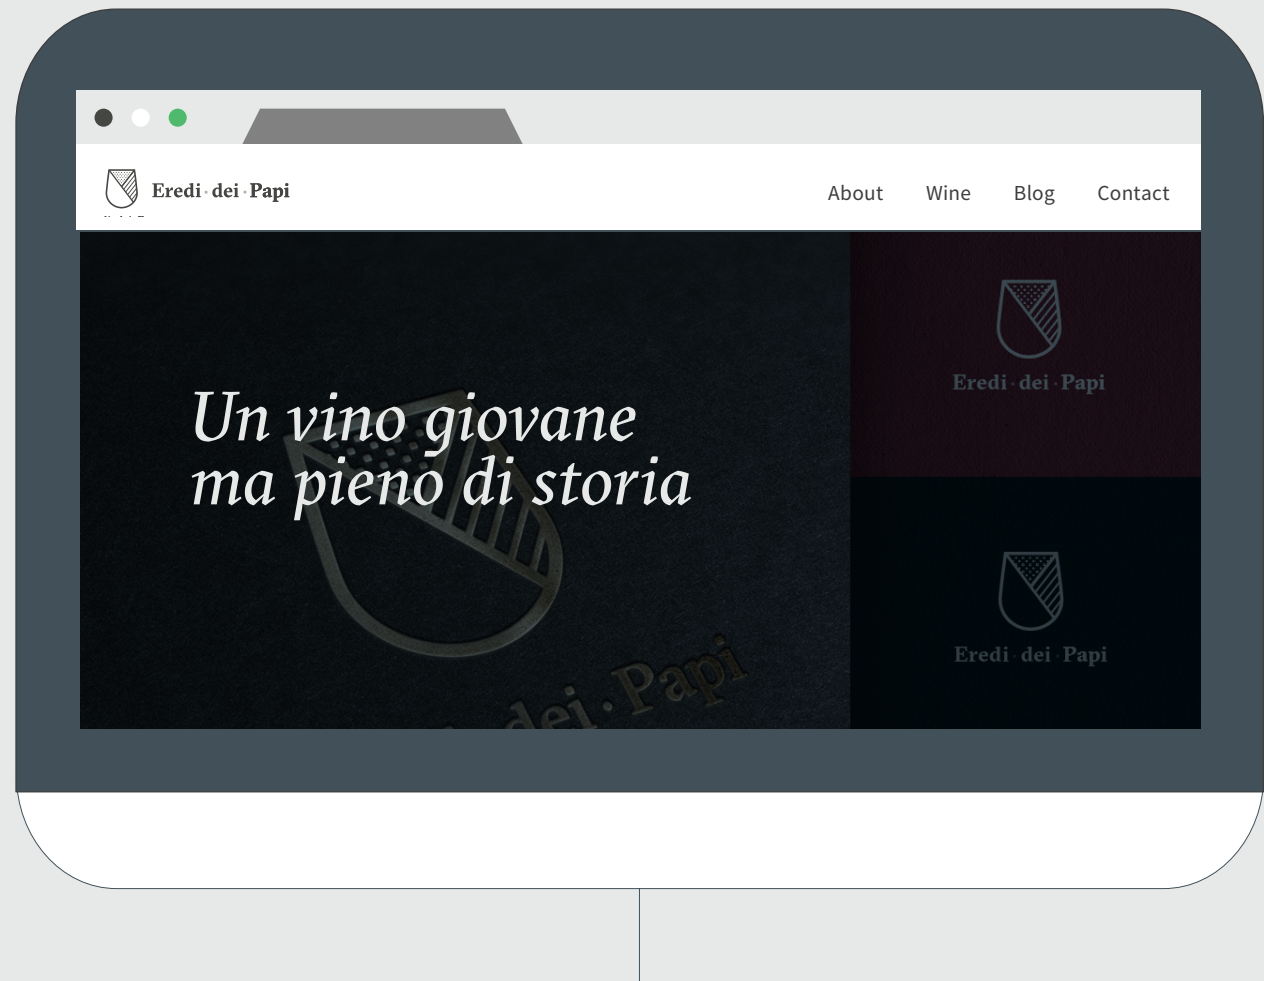 Eredi · dei · Papi
About Wine Blog Contact
Un vino giovane
ma pieno di storia
dei · Papi
Eredi · dei · Papi
Eredi · dei · Papi